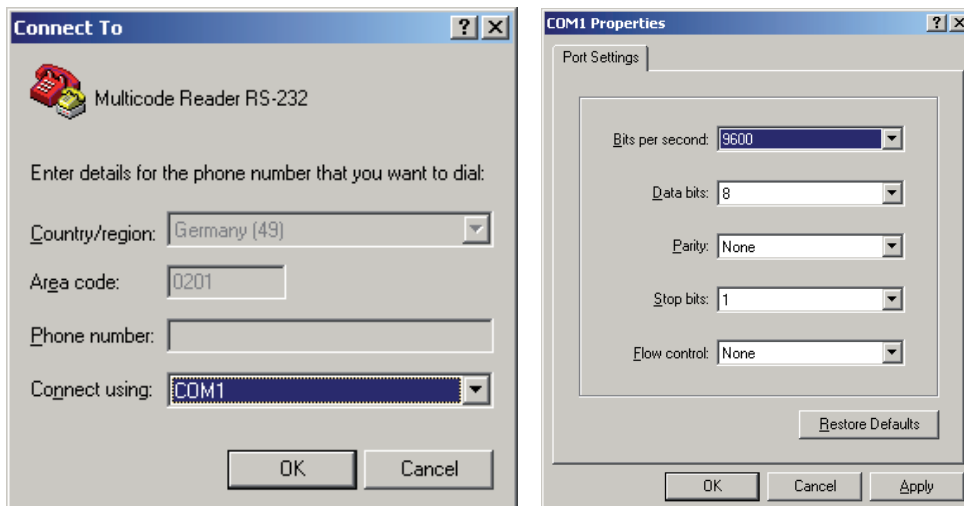 Connect To
Multicode Reader RS-232
Enter details for the phone number that you want to dial:
Country/region: Germany (49)
Area code: 0201
Phone number:
Connect using: COM1
OK Cancel
COM1 Properties
Port Settings
Bits per second: 9600
Data bits: 8
Parity: None
Stop bits: 1
Flow control: None
Restore Defaults
OK Cancel Apply